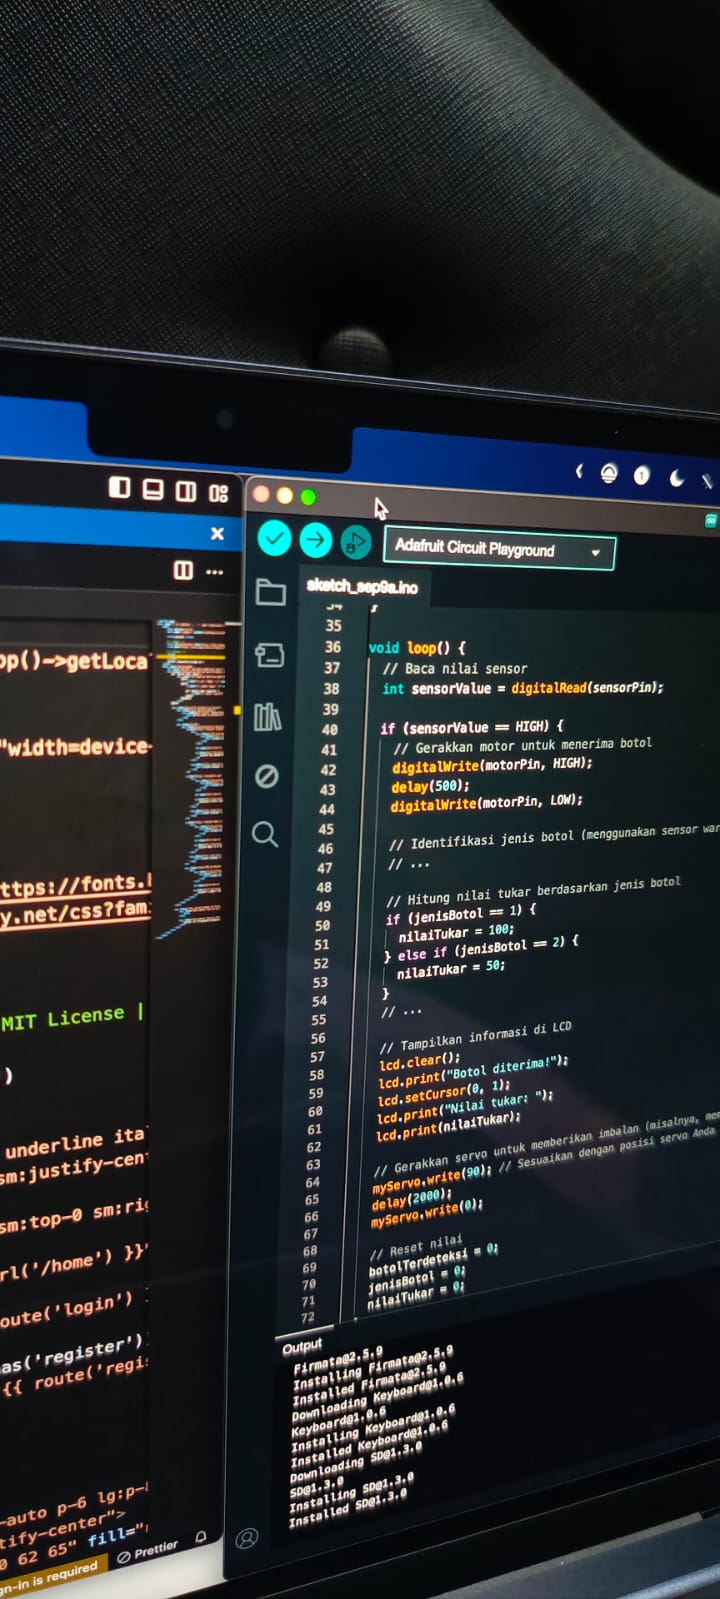 pp()->getLoca
"width=device-
ttps://fonts.
y.net/css?fam
MIT License |
')
underline ita
sm:justify-cen
sm:top-0 sm:ri
rl('/home') }}"
oute('login')
as('register')
{{ route('regi
-auto p-6 lg:p-8
tify-center">
0 62 65" fill="
gn-in is required
Prettier
1
Adafruit Circuit Playground
sketch_sep9a.ino
34 }
35
36 void loop() {
37 // Baca nilai sensor
38 int sensorValue = digitalRead(sensorPin);
39
40 if (sensorValue == HIGH) {
41 // Gerakkan motor untuk menerima botol
42 digitalWrite(motorPin, HIGH);
43 delay(500);
44 digitalWrite(motorPin, LOW);
45
46 // Identifikasi jenis botol (menggunakan sensor war
47 // ...
48
49 // Hitung nilai tukar berdasarkan jenis botol
50 if (jenisBotol == 1) {
51 nilaiTukar = 100;
52 } else if (jenisBotol == 2) {
53 nilaiTukar = 50;
54 }
55 // ...
56
57 // Tampilkan informasi di LCD
58 lcd.clear();
59 lcd.print("Botol diterima!");
60 lcd.setCursor(0, 1);
61 lcd.print("Nilai tukar: ");
62 lcd.print(nilaiTukar);
63
64 // Gerakkan servo untuk memberikan imbalan (misalnya, mem
65 myServo.write(90); // Sesuaikan dengan posisi servo Anda
66 delay(2000);
67 myServo.write(0);
68
69 // Reset nilai
70 botolTerdeteksi = 0;
71 jenisBotol = 0;
72 nilaiTukar = 0;
Output
Firmata@2.5.9
Installing Firmata@2.5.9
Installed Firmata@2.5.9
Downloading Keyboard@1.0.6
Keyboard@1.0.6
Installing Keyboard@1.0.6
Installed Keyboard@1.0.6
Downloading SD@1.3.0
SD@1.3.0
Installing SD@1.3.0
Installed SD@1.3.0